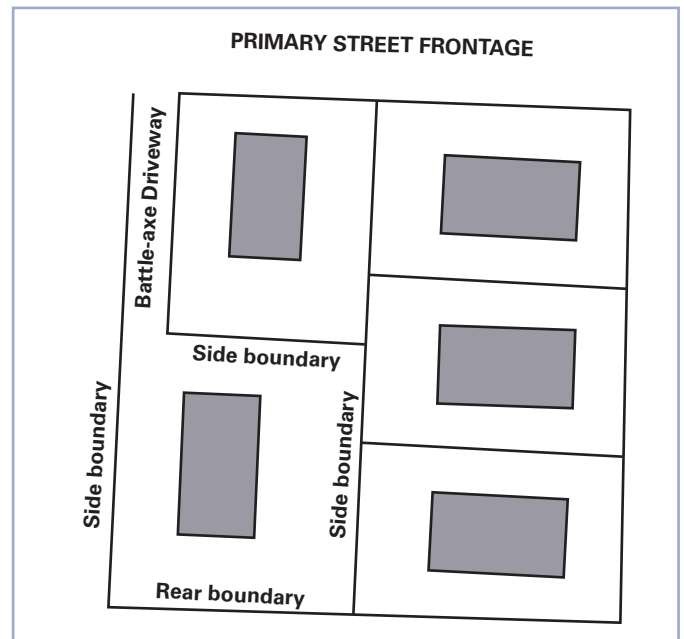 PRIMARY STREET FRONTAGE
Battle-axe Driveway
Side boundary
Side boundary
Side boundary
Rear boundary